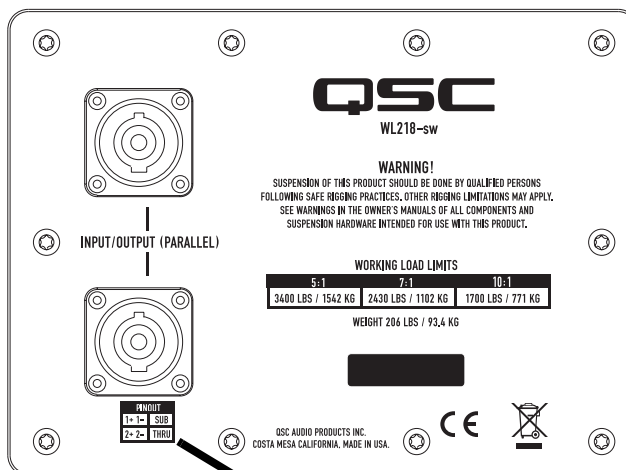 QSC
WL218-sw
WARNING!
SUSPENSION OF THIS PRODUCT SHOULD BE DONE BY QUALIFIED PERSONS
FOLLOWING SAFE RIGGING PRACTICES. OTHER RIGGING LIMITATIONS MAY APPLY.
SEE WARNINGS IN THE OWNER'S MANUALS OF ALL COMPONENTS AND
SUSPENSION HARDWARE INTENDED FOR USE WITH THIS PRODUCT.
INPUT/OUTPUT (PARALLEL)
WORKING LOAD LIMITS
5:1 7:1 10:1
3400 LBS / 1542 KG 2430 LBS / 1102 KG 1700 LBS / 771 KG
WEIGHT 206 LBS / 93.4 KG
PINOUT
1+ 1- SUB
2+ 2- THRU
QSC AUDIO PRODUCTS INC.
COSTA MESA CALIFORNIA, MADE IN USA.
CE